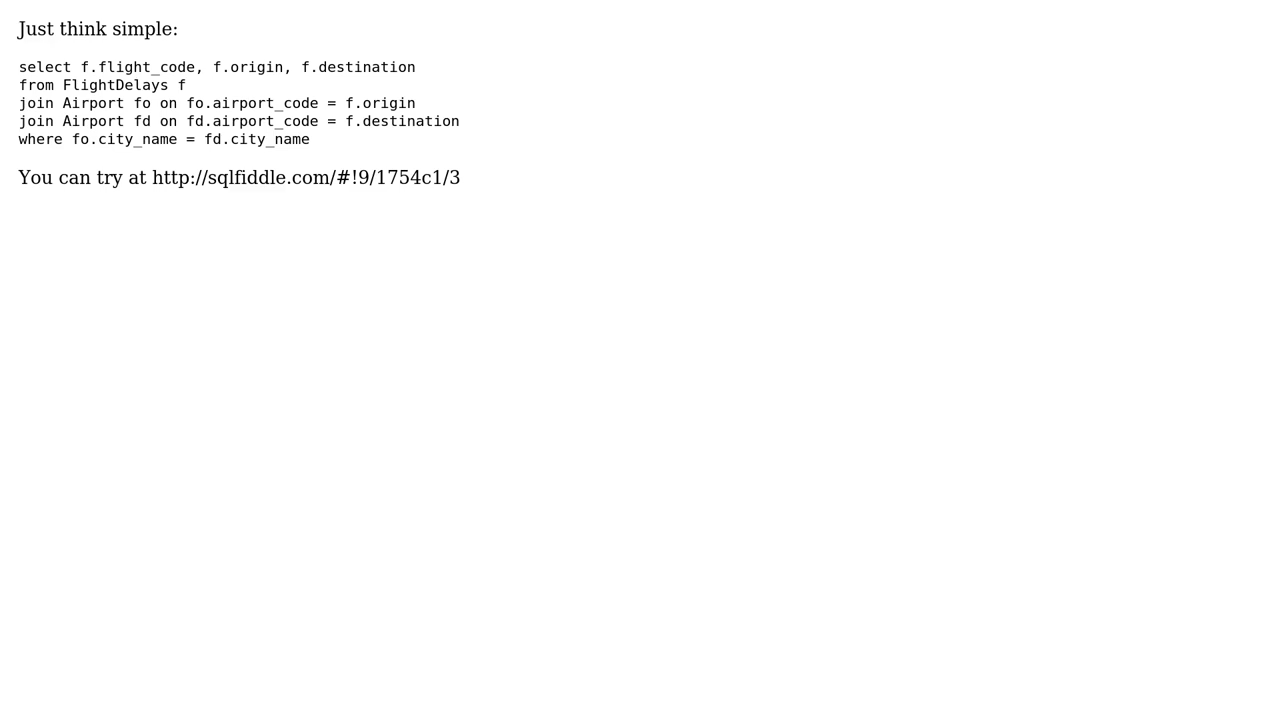 Just think simple:
select f.flight_code, f.origin, f.destination
from FlightDelays f
join Airport fo on fo.airport_code = f.origin
join Airport fd on fd.airport_code = f.destination
where fo.city_name = fd.city_name
You can try at http://sqlfiddle.com/#!9/1754c1/3